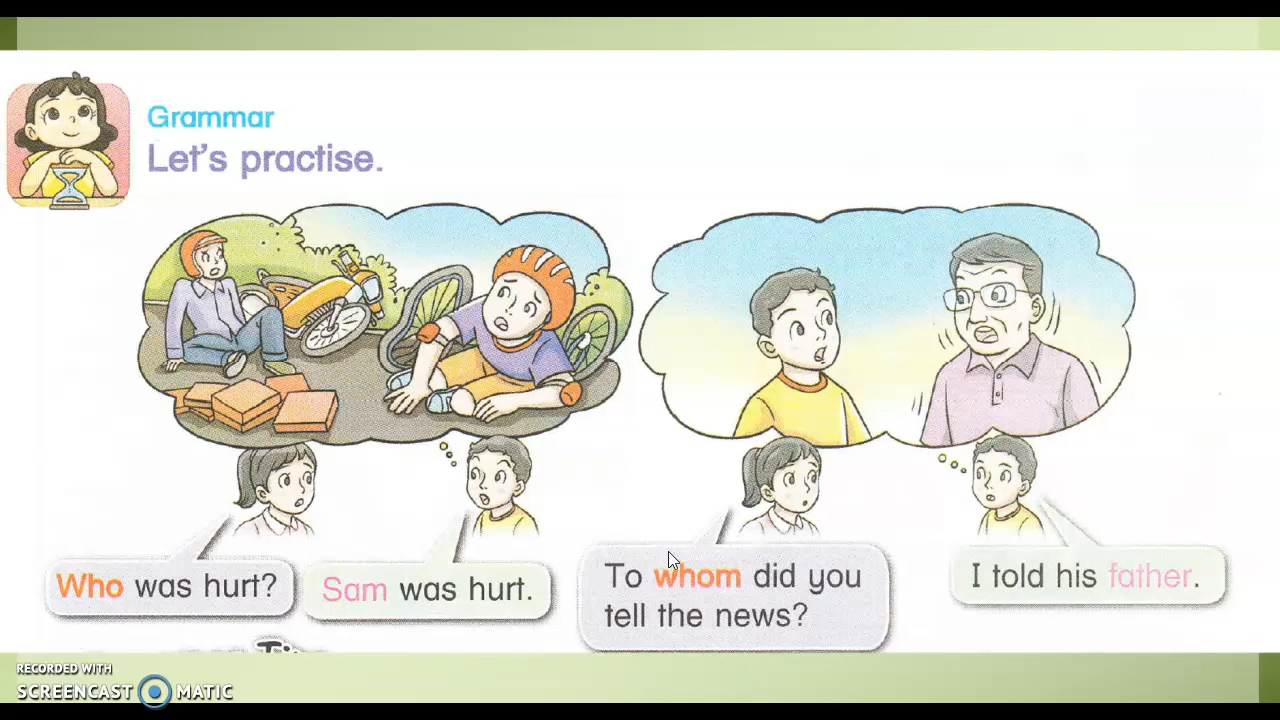 Grammar
Let's practise.
Who was hurt?
Sam was hurt.
To whom did you
tell the news?
I told his father.
RECORDED WITH
SCREENCAST MATIC